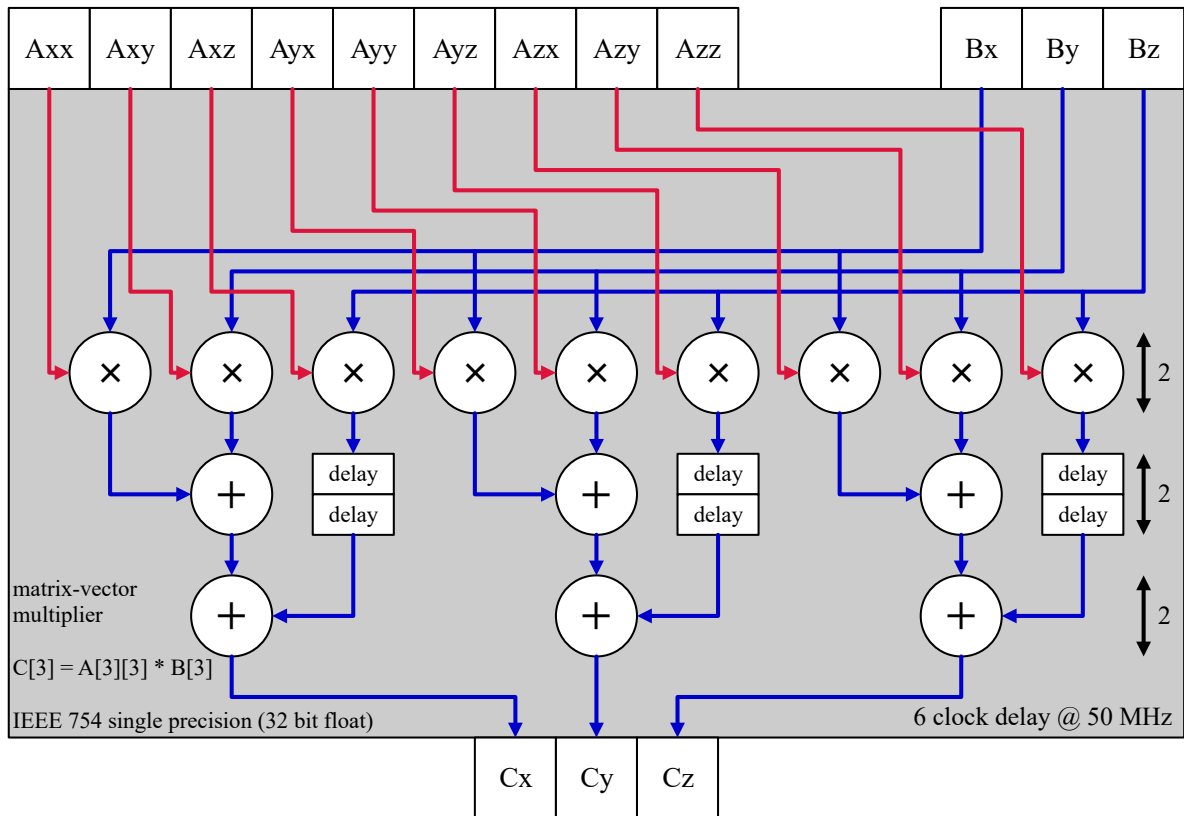 Axx Axy Axz Ayx Ayy Ayz Azx Azy Azz Bx By Bz
× × × × × × × × × 2
+ delay + delay + delay 2
delay delay delay
+ + + 2
matrix-vector
multiplier
C[3] = A[3][3] * B[3]
IEEE 754 single precision (32 bit float) 6 clock delay @ 50 MHz
Cx Cy Cz